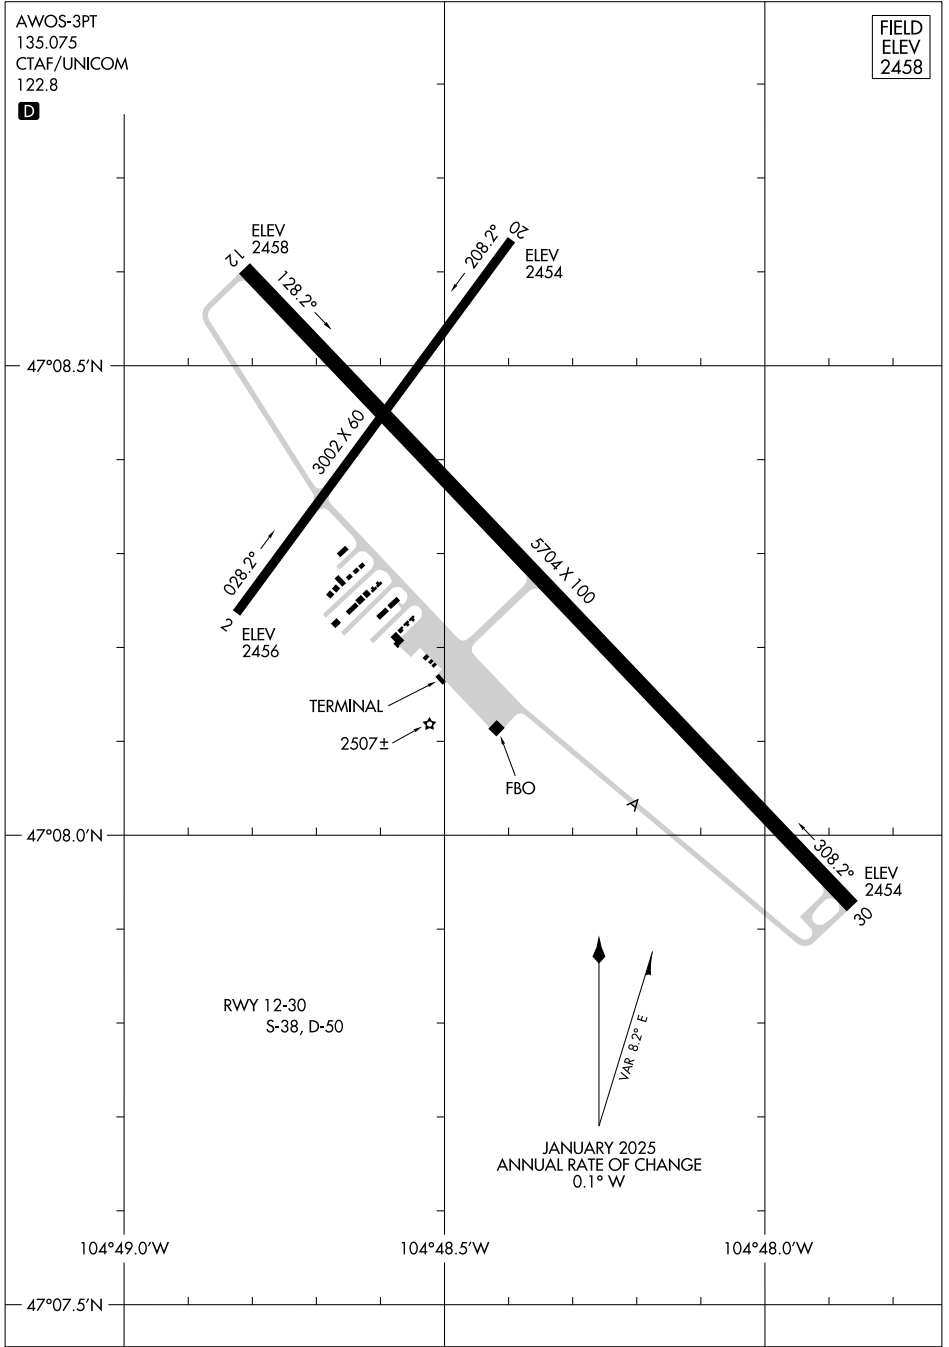 AWOS-3PT
135.075
CTAF/UNICOM
122.8
D
FIELD
ELEV
2458
ELEV
2458
12
128.2°
20
208.2°
ELEV
2454
47°08.5'N
3002 X 60
5704 X 100
028.2°
2
ELEV
2456
TERMINAL
2507±
FBO
A
47°08.0'N
308.2°
ELEV
2454
30
RWY 12-30
S-38, D-50
VAR 8.2° E
JANUARY 2025
ANNUAL RATE OF CHANGE
0.1° W
104°49.0'W
104°48.5'W
104°48.0'W
47°07.5'N